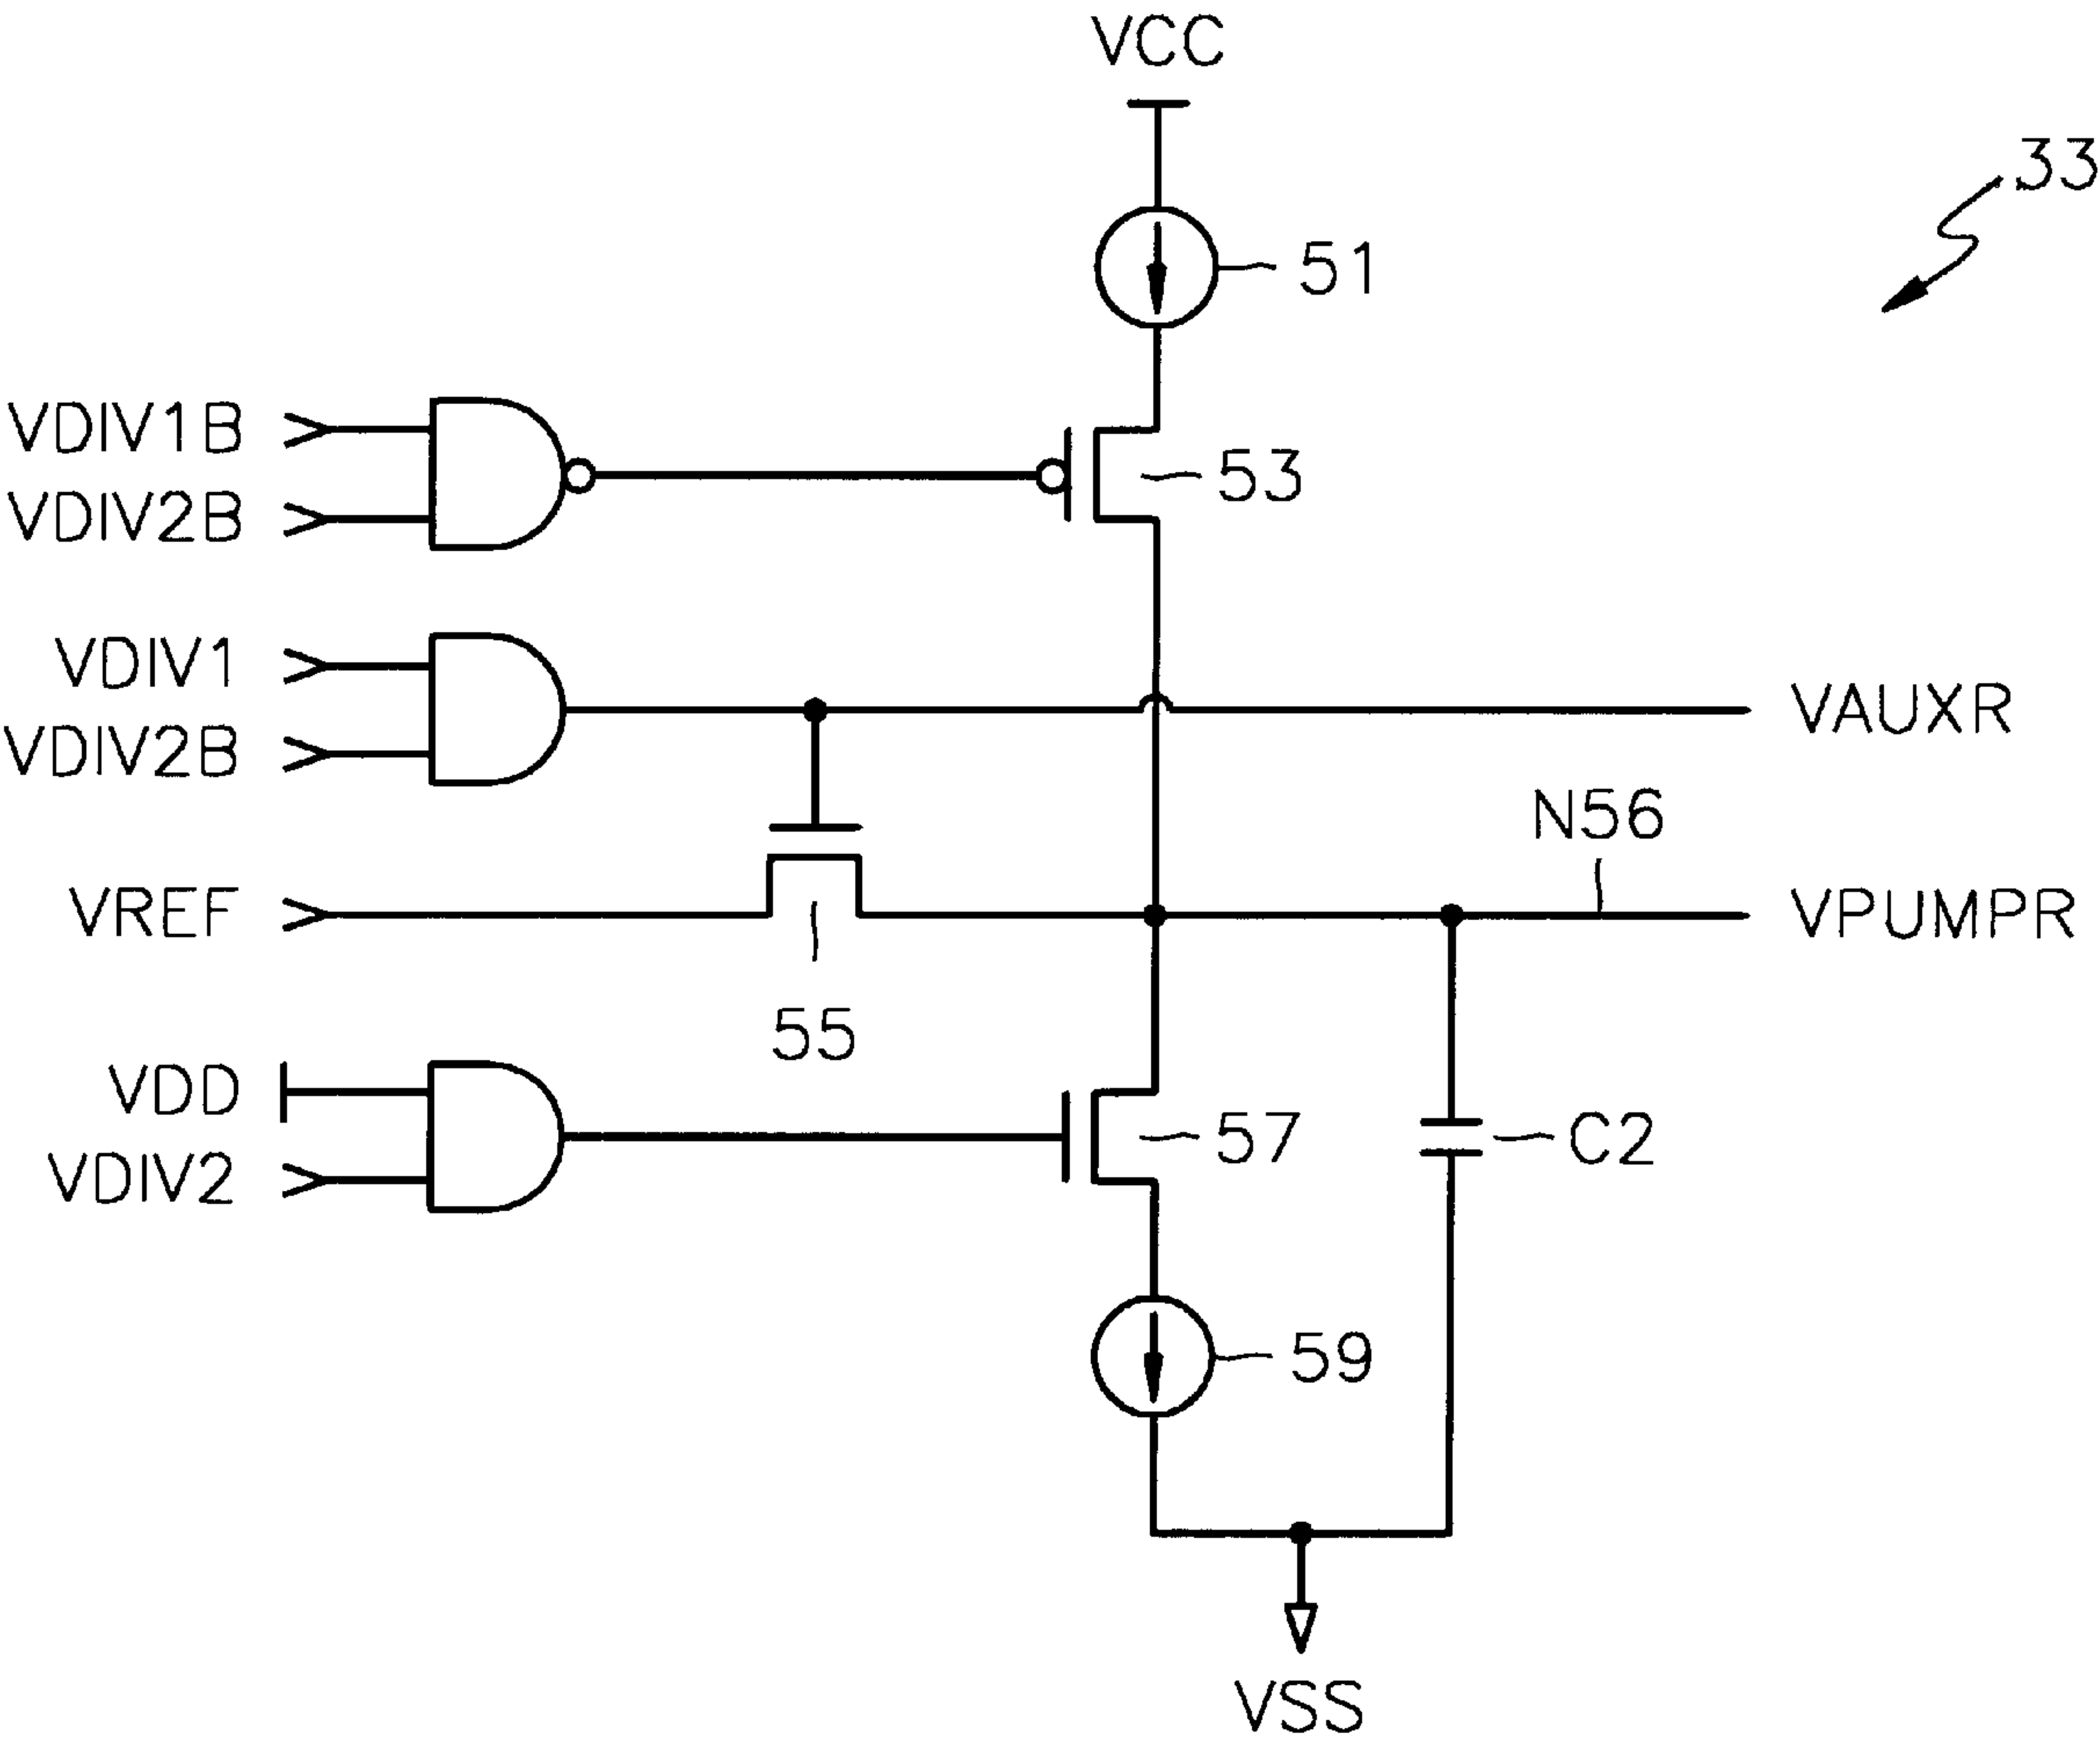 VCC
33
51
VDIV1B
53
VDIV2B
VDIV1
VAUXR
VDIV2B
N56
VREF
VPUMPR
55
VDD
57
C2
VDIV2
59
VSS